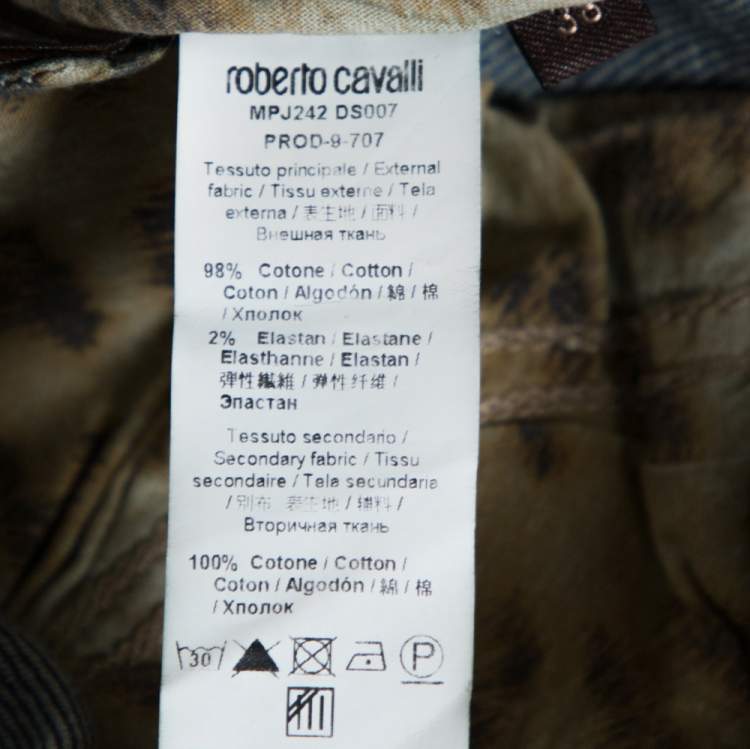 38
roberto cavalli
MPJ242 DS007
PROD-9-707
Tessuto principale / External
fabric / Tissu externe / Tela
externa / 表生地 / 面料 /
Внешная ткань
98% Cotone / Cotton /
Coton / Algodón / 綿 / 棉
/ Хлопок
2% Elastan / Elastane /
Elasthanne / Elastan /
弾性繊維 / 弹性纤维 /
Эластан
Tessuto secondario /
Secondary fabric / Tissu
secondaire / Tela secundaria
/ 別布 表生地 / 辅料 /
Вторичная ткань
100% Cotone / Cotton /
Coton / Algodón / 綿 / 棉
/ Хлопок
30 P